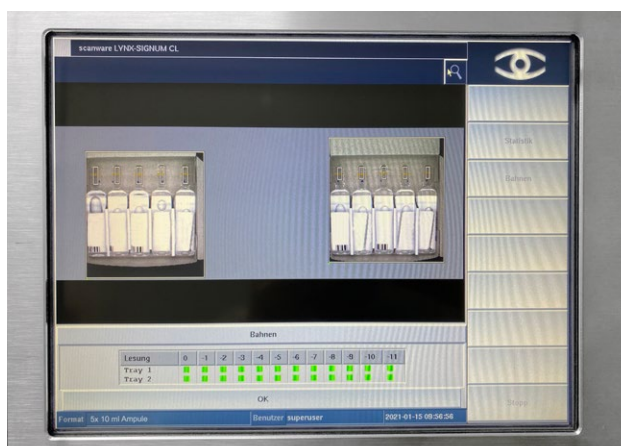 scanware LYNX-SIGNUM CL
Statistik
Bahnen
Bahnen
Lesung 0 -1 -2 -3 -4 -5 -6 -7 -8 -9 -10 -11
Tray 1
Tray 2
OK
Stopp
Format 5x 10 ml Ampule Benutzer superuser 2021-01-15 09:56:56